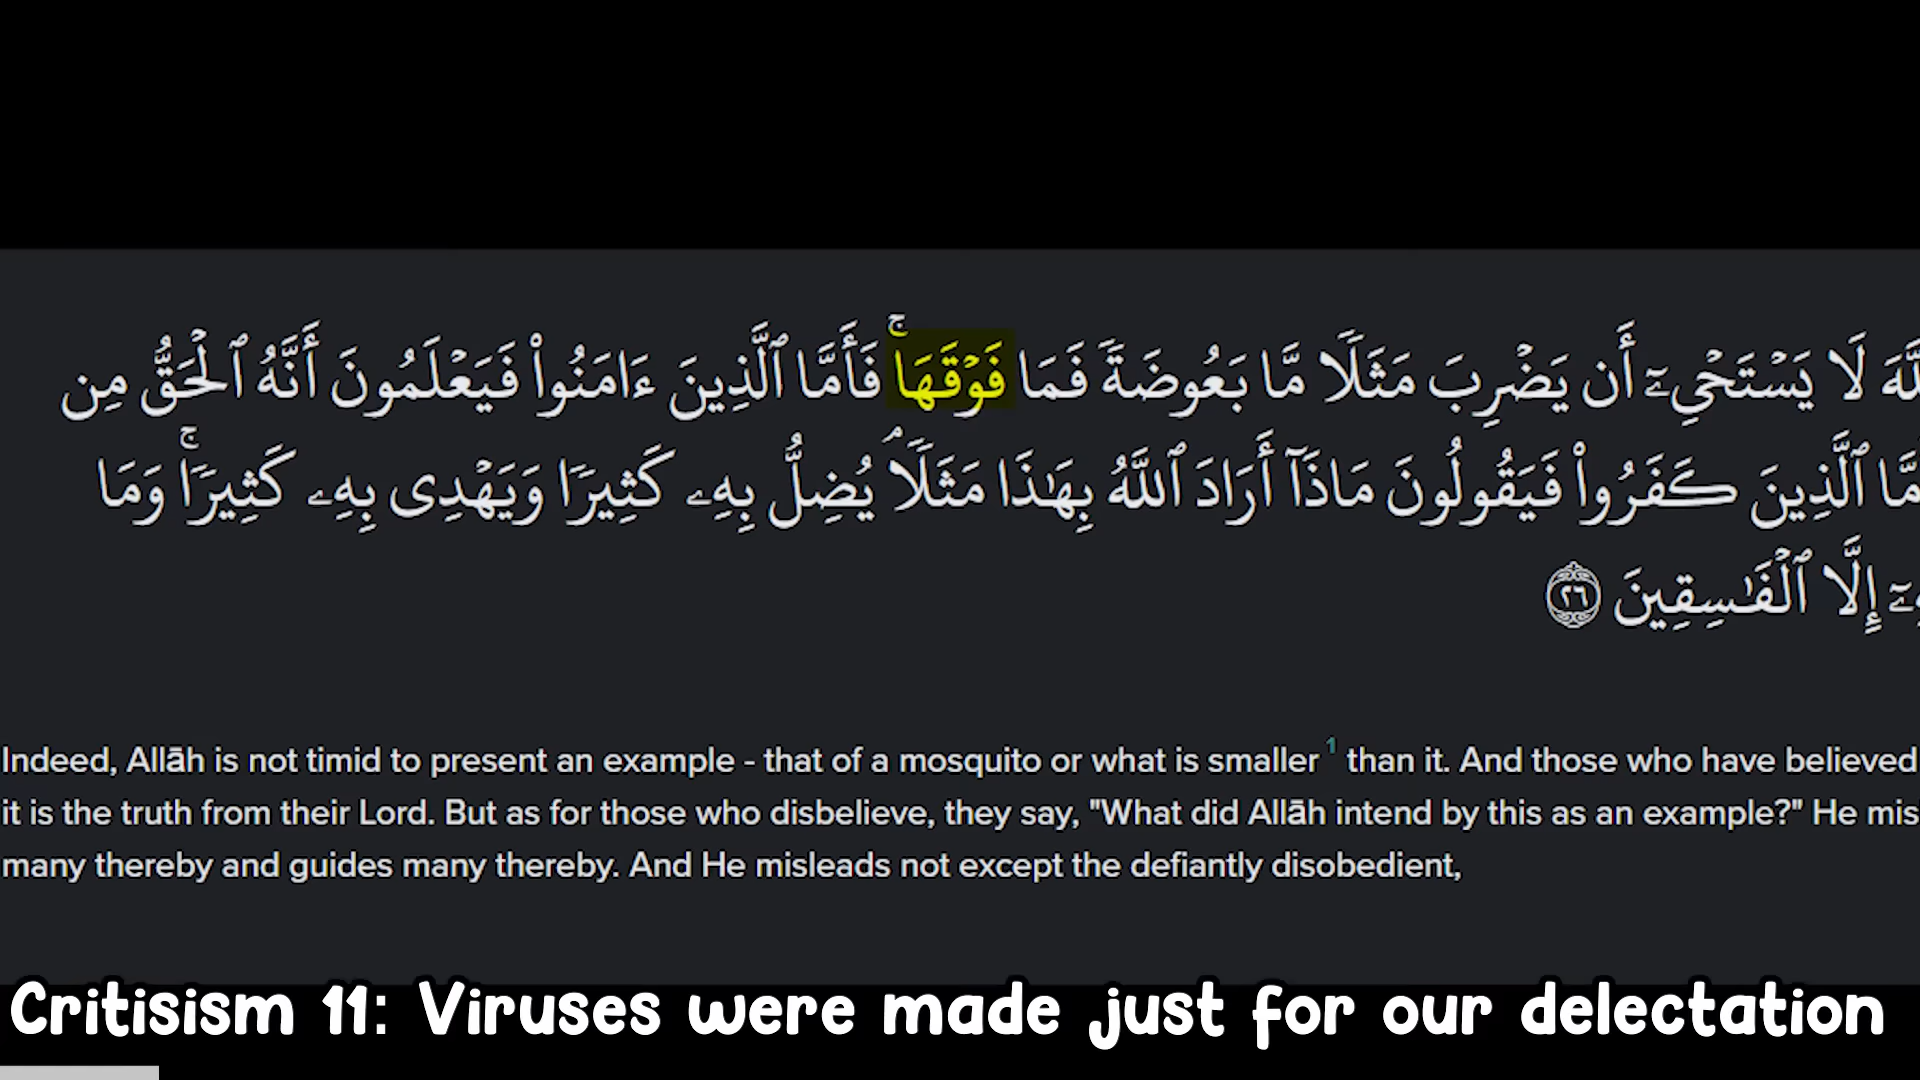 لَا يَسۡتَحۡيِۦٓ أَن يَضۡرِبَ مَثَلٗا مَّا بَعُوضَةٗ فَمَا فَوۡقَهَاۚ فَأَمَّا ٱلَّذِينَ ءَامَنُواْ فَيَعۡلَمُونَ أَنَّهُ ٱلۡحَقُّ مِن
ٱلَّذِينَ كَفَرُواْ فَيَقُولُونَ مَاذَآ أَرَادَ ٱللَّهُ بِهَٰذَا مَثَلٗاۘ يُضِلُّ بِهِۦ كَثِيرٗا وَيَهۡدِي بِهِۦ كَثِيرٗاۚ وَمَا
إِلَّا ٱلۡفَٰسِقِينَ ٢٦
Indeed, Allāh is not timid to present an example - that of a mosquito or what is smaller 1 than it. And those who have believed
it is the truth from their Lord. But as for those who disbelieve, they say, "What did Allāh intend by this as an example?" He mis
many thereby and guides many thereby. And He misleads not except the defiantly disobedient,
Critisism 11: Viruses were made just for our delectation